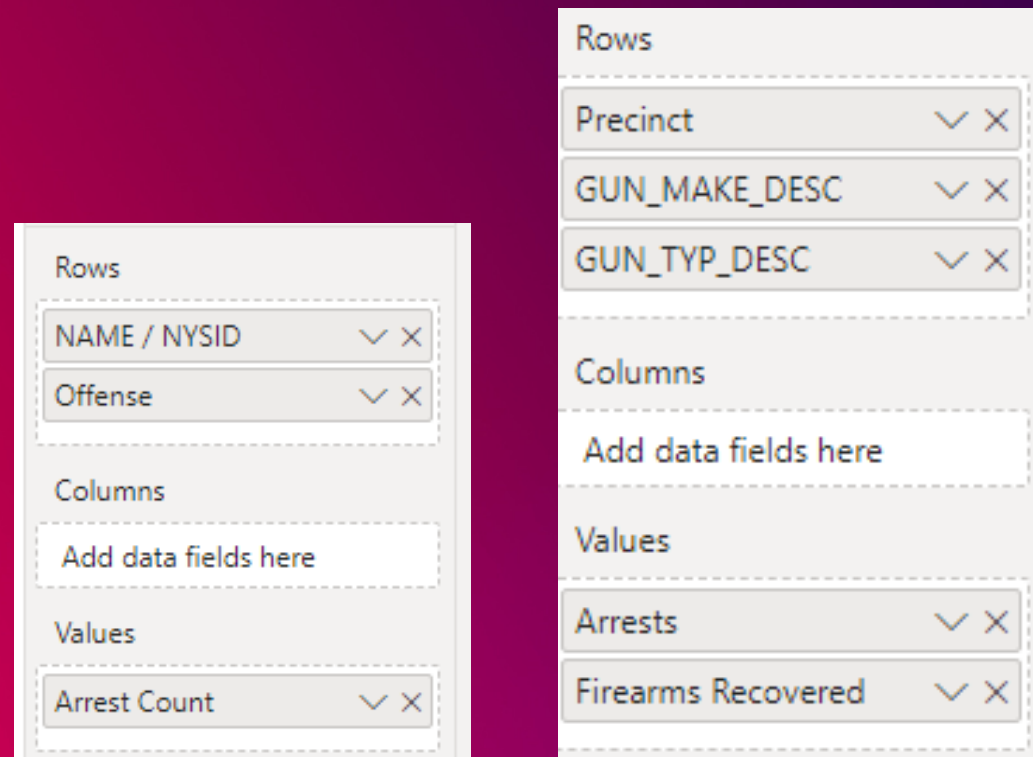 Rows
NAME / NYSID
Offense
Columns
Add data fields here
Values
Arrest Count
Rows
Precinct
GUN_MAKE_DESC
GUN_TYP_DESC
Columns
Add data fields here
Values
Arrests
Firearms Recovered